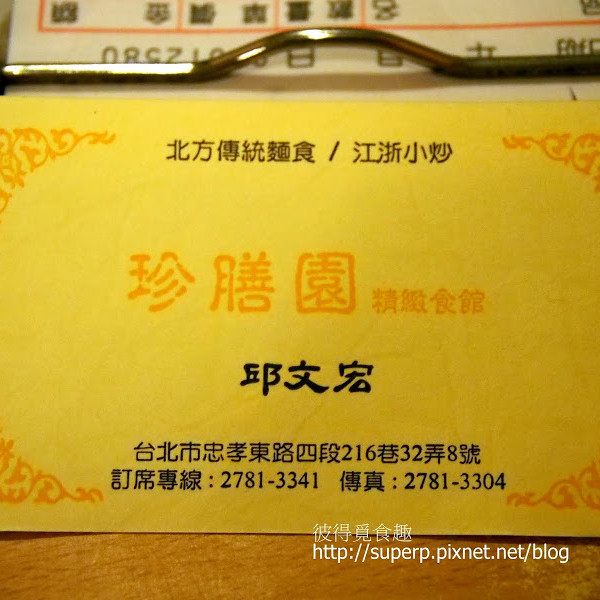 北方傳統麵食 / 江浙小炒
珍膳園 精緻食館
邱文宏
台北市忠孝東路四段216巷32弄8號
訂席專線：2781-3341 傳真：2781-3304
彼得覓食趣
http://superp.pixnet.net/blog